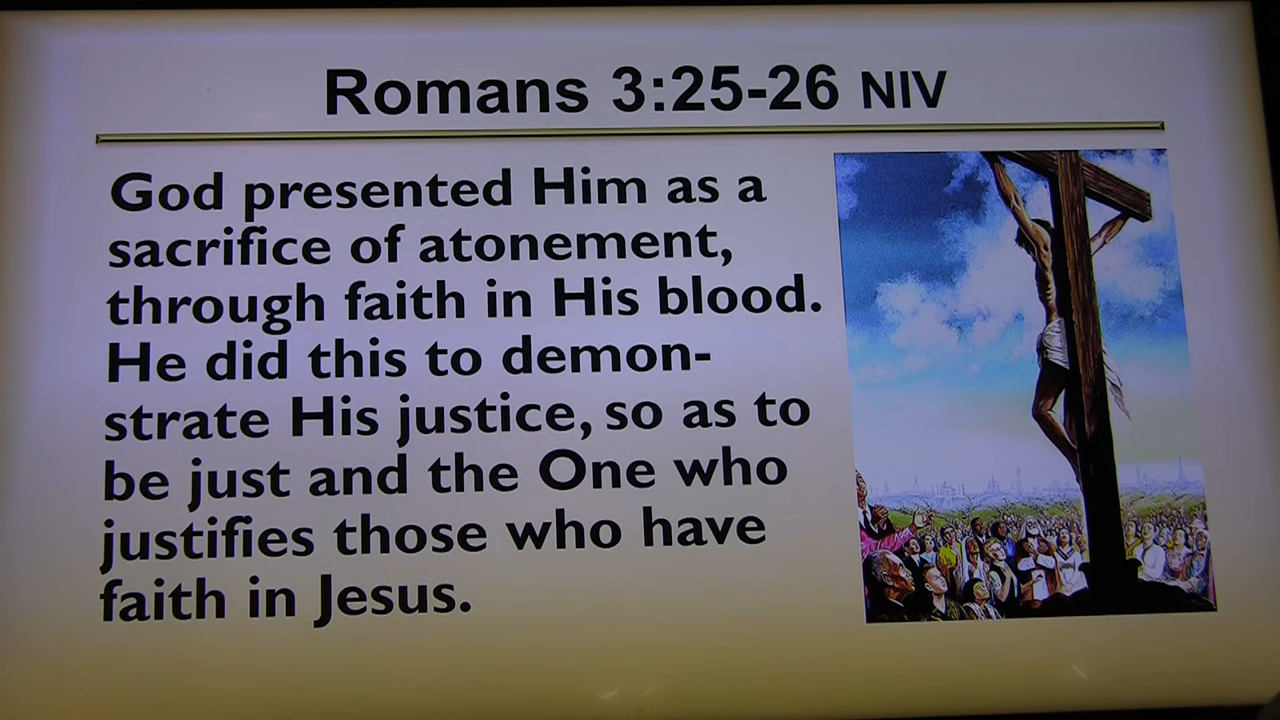 Romans 3:25-26 NIV
God presented Him as a
sacrifice of atonement,
through faith in His blood.
He did this to demon-
strate His justice, so as to
be just and the One who
justifies those who have
faith in Jesus.